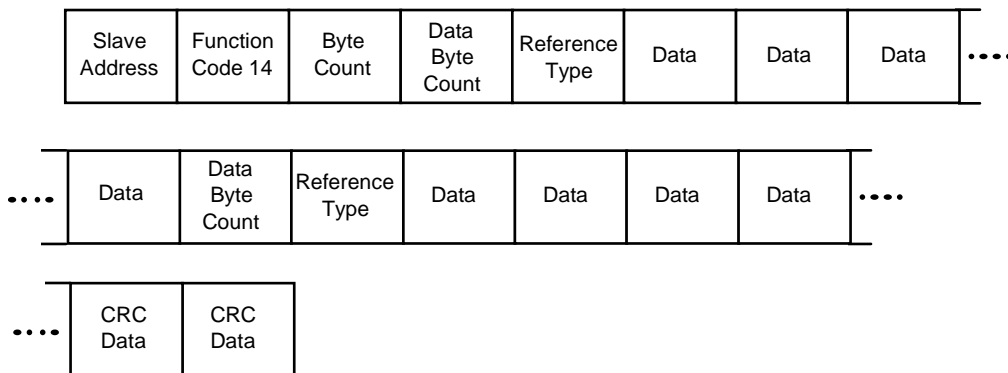 Slave
Address
Function
Code 14
Byte
Count
Data
Byte
Count
Reference
Type
Data
Data
Data
Data
Data
Byte
Count
Reference
Type
Data
Data
Data
Data
CRC
Data
CRC
Data